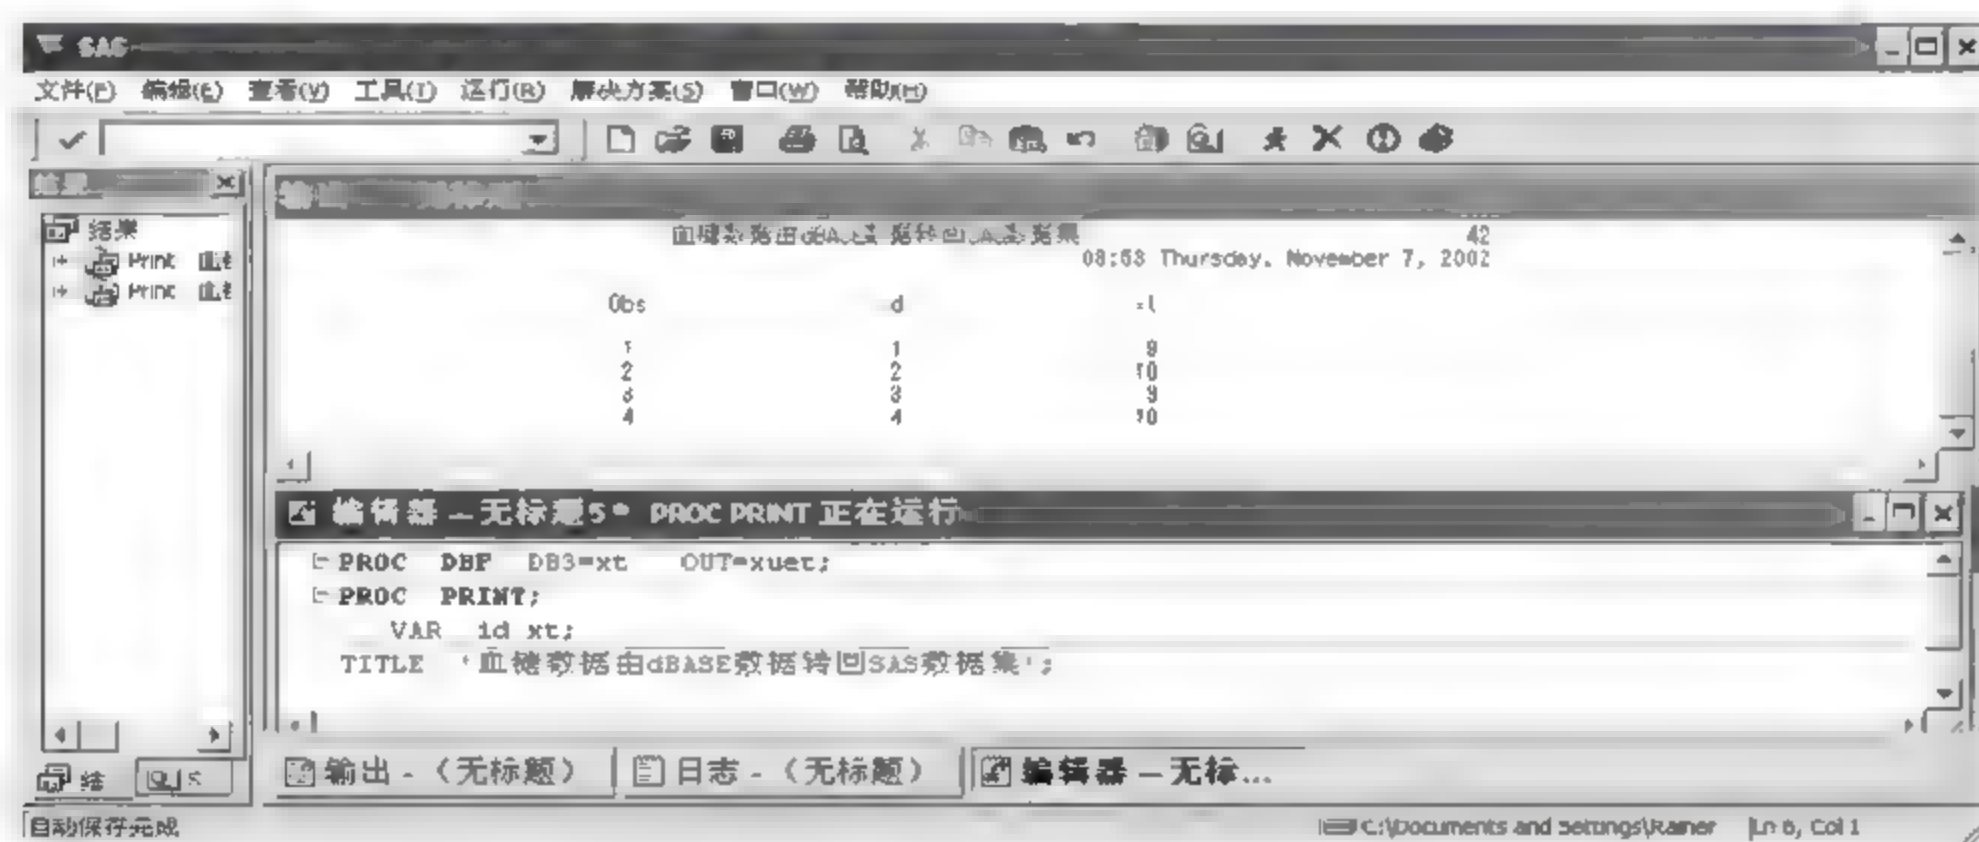 SAS
文件(F) 编辑(E) 查看(V) 工具(T) 运行(R) 解决方案(S) 窗口(W) 帮助(H)
结果
结果
Print 血
Print 血
42
08:53 Thursday, November 7, 2002
Obs
1 1 9
2 2 10
3 3 9
4 4 10
编辑器 - 无标题5 * PROC PRINT 正在运行
PROC DBF DB3=xt OUT=xuet;
PROC PRINT;
VAR id xt;
TITLE '血糖数据由dBASE数据转回SAS数据集';
结
输出 - (无标题) 日志 - (无标题) 编辑器 - 无标...
自动保存完成 C:\Documents and Settings\ Ln 6, Col 1